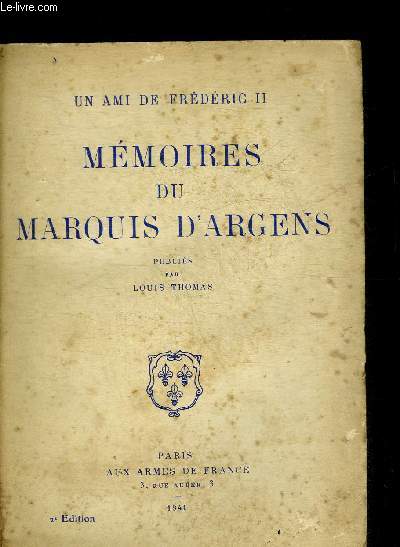 www.le-livre.com
UN AMI DE FRÉDÉRIC II
MÉMOIRES
DU
MARQUIS D'ARGENS
PUBLIÉS
PAR
LOUIS THOMAS
PARIS
AUX ARMES DE FRANCE
3, RUE AUBER, 3
1941
2e Édition